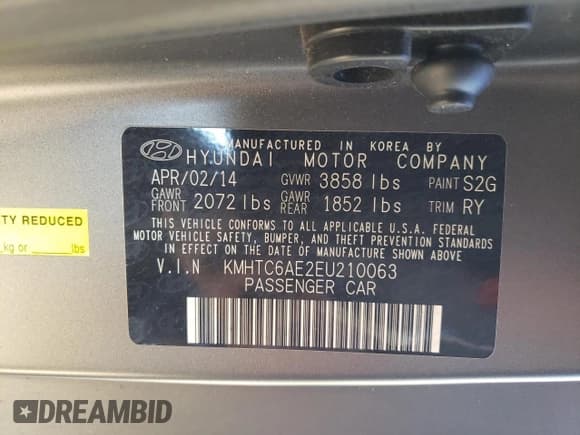 MANUFACTURED IN KOREA BY
HYUNDAI MOTOR COMPANY
APR/02/14 GVWR 3858 lbs PAINT S2G
GAWR FRONT 2072 lbs GAWR REAR 1852 lbs TRIM RY
THIS VEHICLE CONFORMS TO ALL APPLICABLE U.S.A. FEDERAL
MOTOR VEHICLE SAFETY, BUMPER, AND THEFT PREVENTION STANDARDS
IN EFFECT ON THE DATE OF MANUFACTURE SHOWN ABOVE.
V.I.N KMHTC6AE2EU210063
PASSENGER CAR
TY REDUCED
kg or lbs
DREAMBID